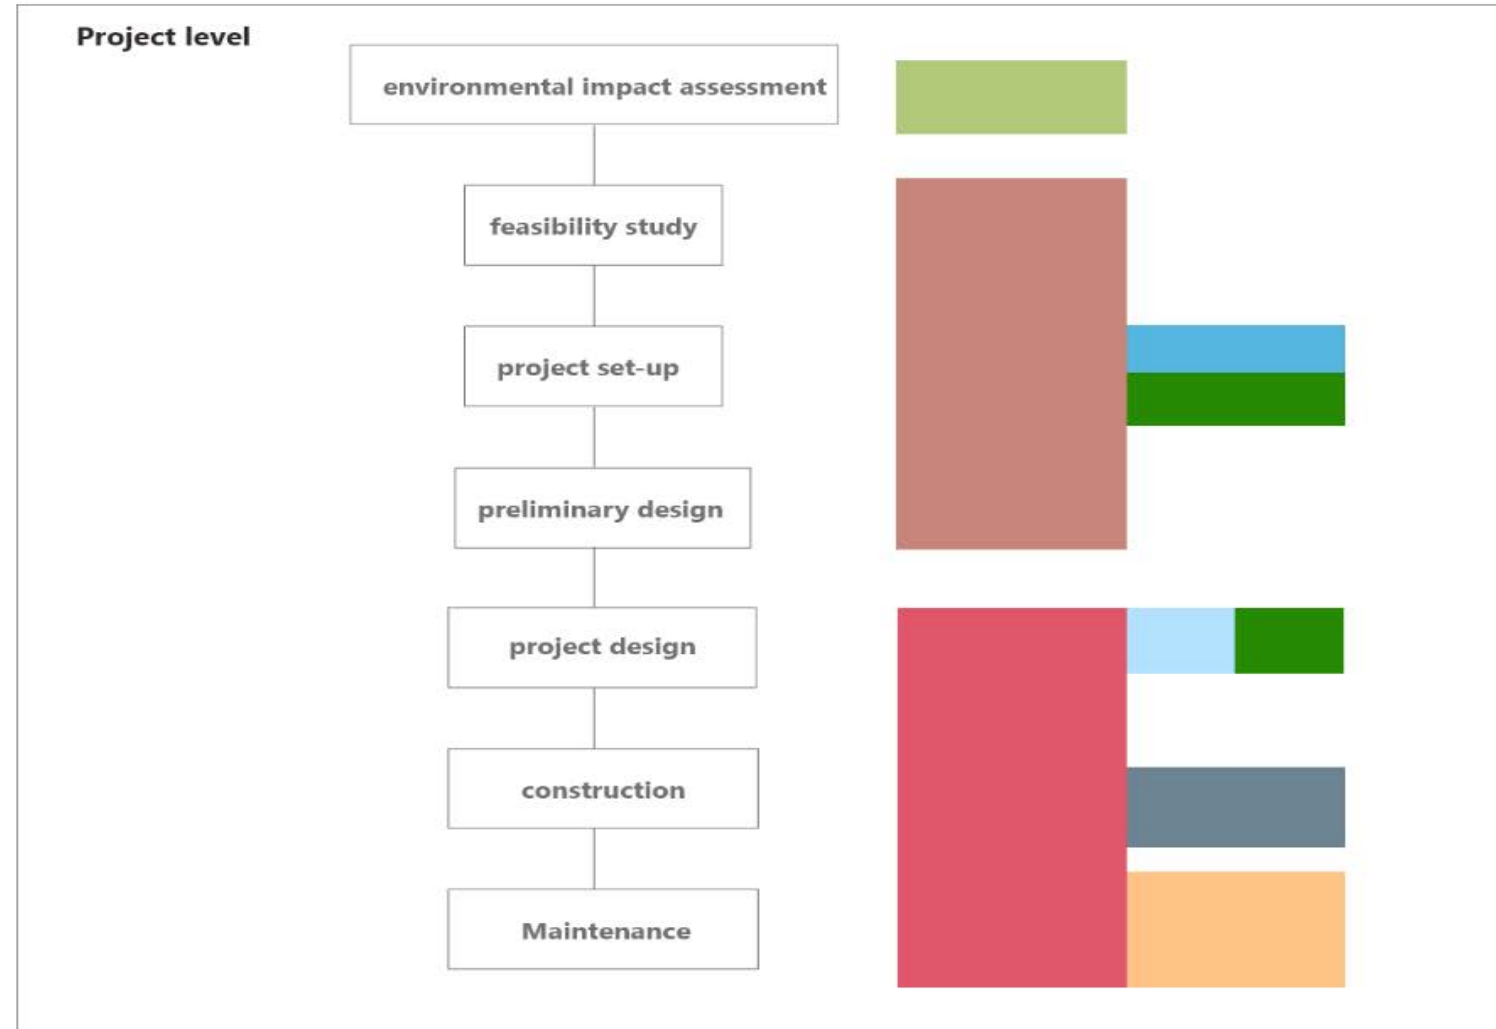 Project level
environmental impact assessment
feasibility study
project set-up
preliminary design
project design
construction
Maintenance